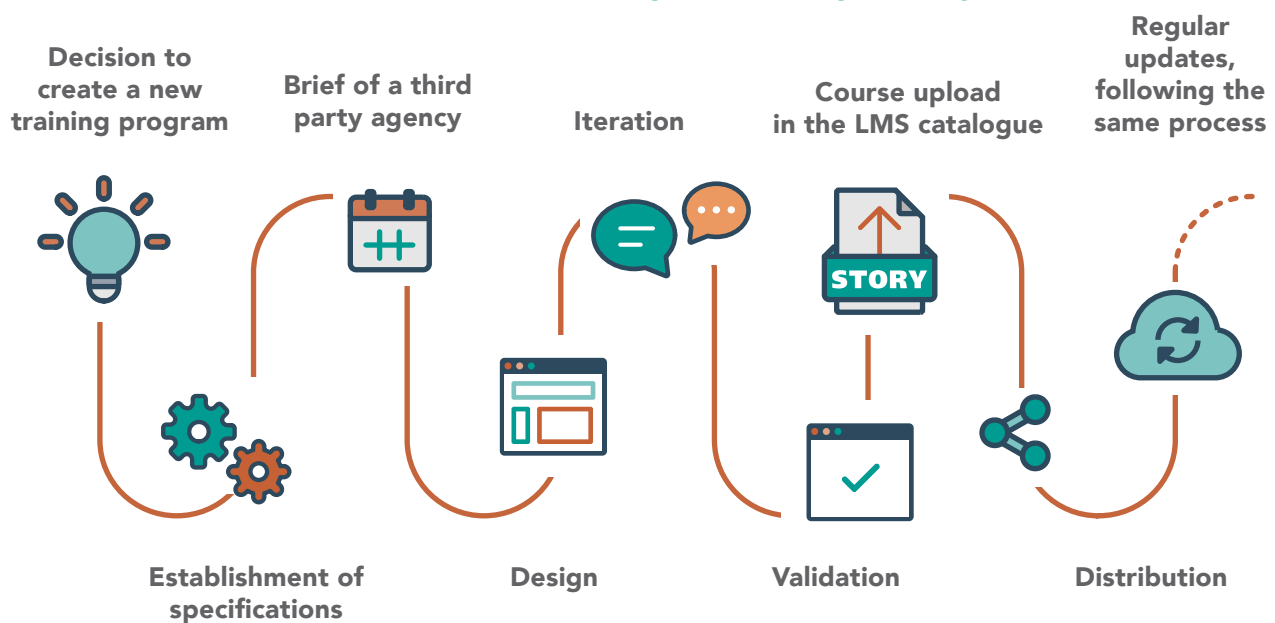 Decision to
create a new
training program
Establishment of
specifications
Brief of a third
party agency
Design
Iteration
Validation
Course upload
in the LMS catalogue
STORY
Distribution
Regular
updates,
following the
same process